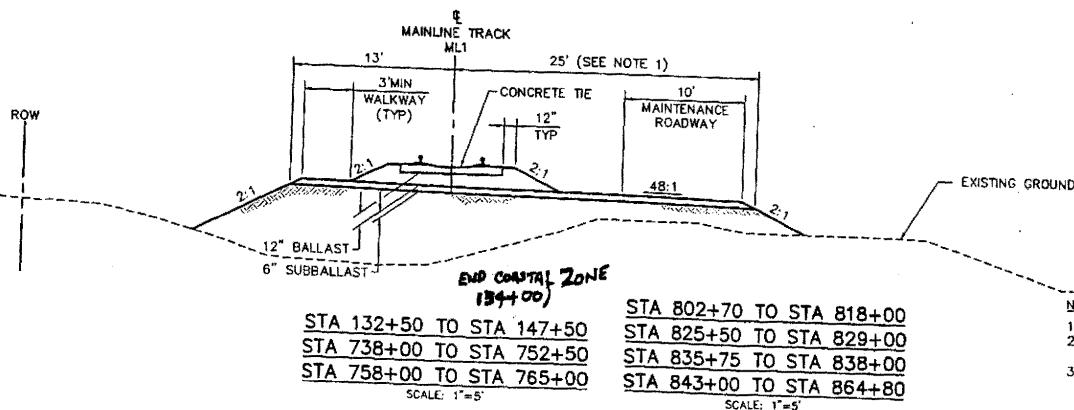 ℄
MAINLINE TRACK
ML1
13'
25' (SEE NOTE 1)
3'MIN
WALKWAY
(TYP)
CONCRETE TIE
12"
TYP
10'
MAINTENANCE
ROADWAY
ROW
2:1
2:1
2:1
48:1
2:1
EXISTING GROUND
12" BALLAST
6" SUBBALLAST
END COASTAL ZONE
134+00)
STA 132+50 TO STA 147+50
STA 738+00 TO STA 752+50
STA 758+00 TO STA 765+00
SCALE: 1"=5'
STA 802+70 TO STA 818+00
STA 825+50 TO STA 829+00
STA 835+75 TO STA 838+00
STA 843+00 TO STA 864+80
SCALE: 1"=5'
N
1
2
3